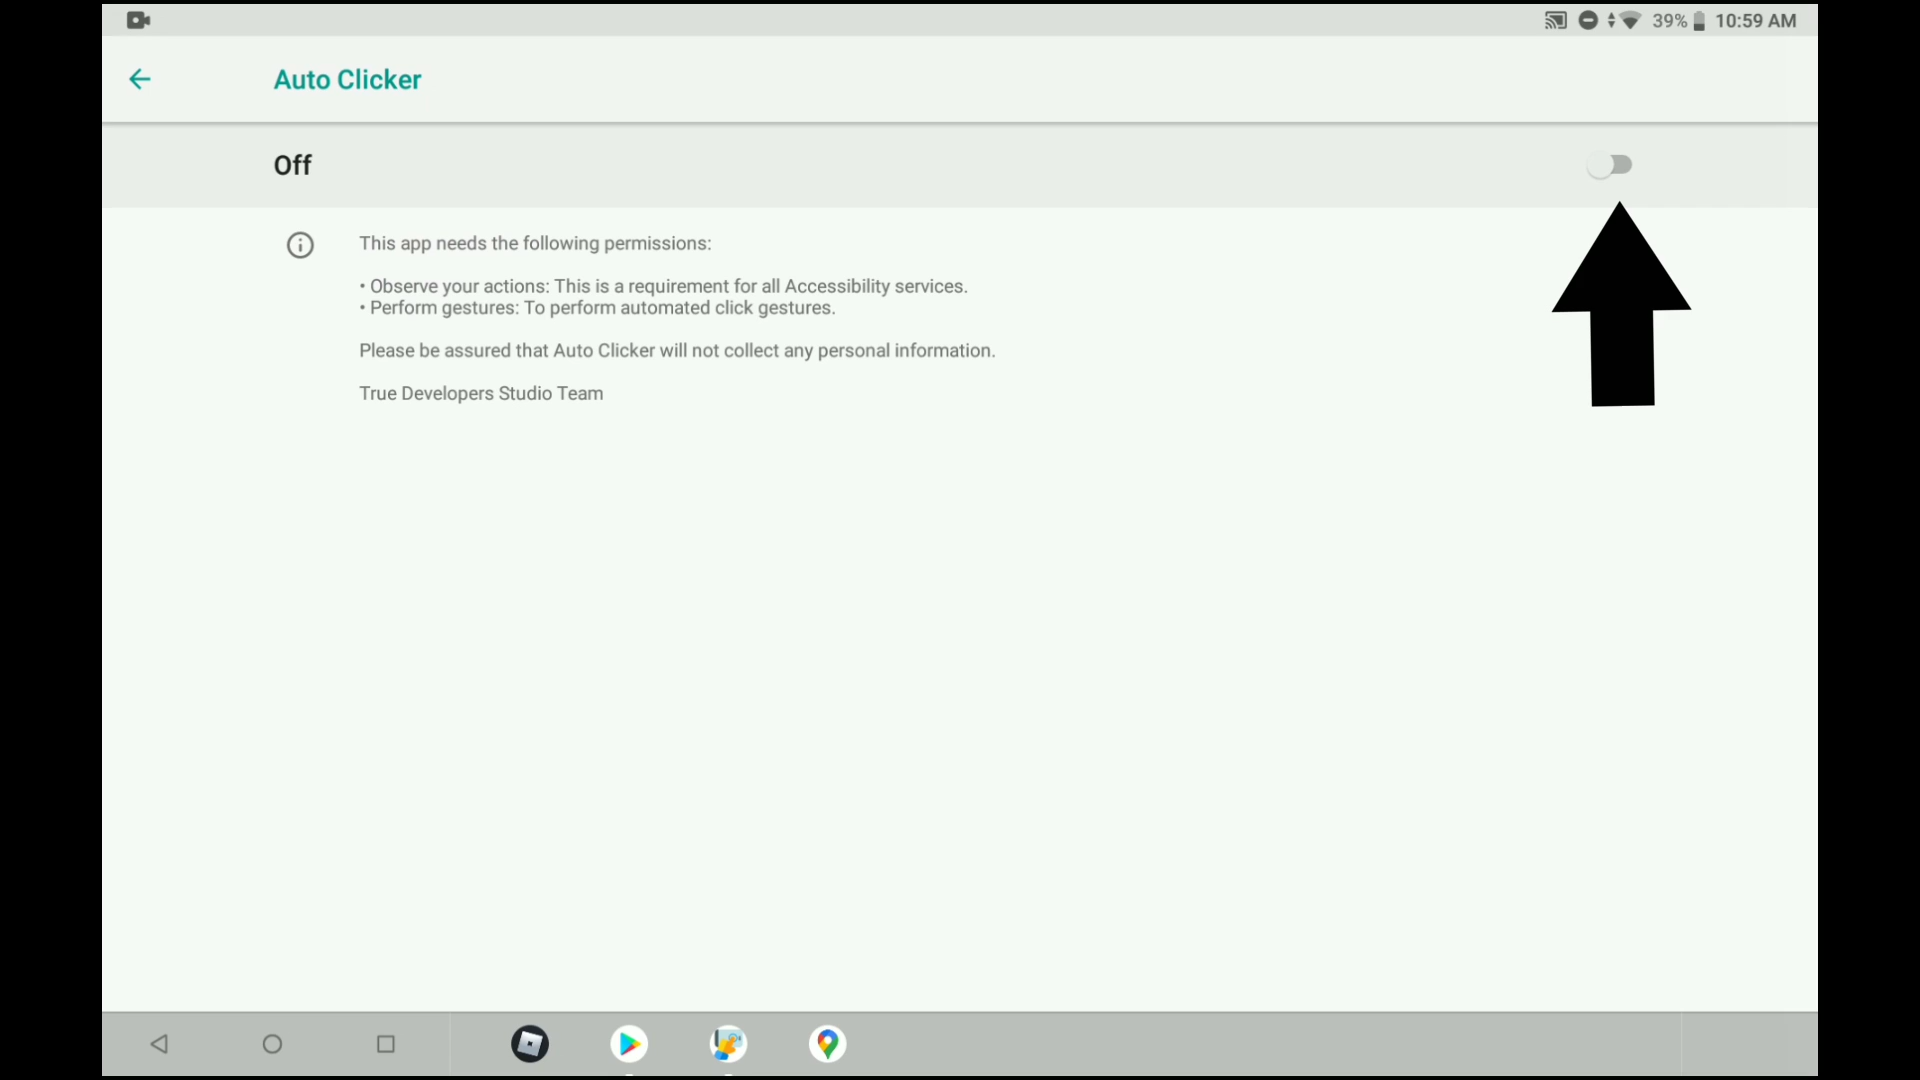 39% 10:59 AM
Auto Clicker
Off
This app needs the following permissions:
• Observe your actions: This is a requirement for all Accessibility services.
• Perform gestures: To perform automated click gestures.
Please be assured that Auto Clicker will not collect any personal information.
True Developers Studio Team